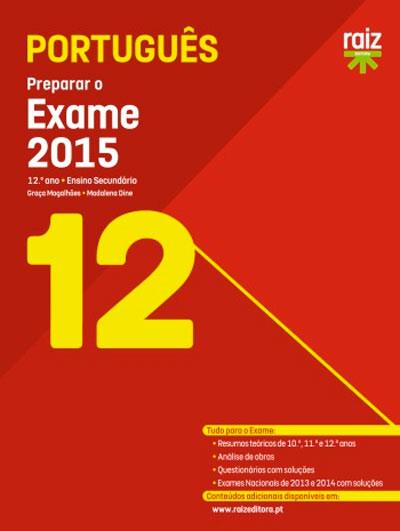 PORTUGUÊS
raiz
EDITORA
Preparar o
Exame
2015
12.º ano • Ensino Secundário
Graça Magalhães • Madalena Dine
12
Tudo para o Exame:
• Resumos teóricos de 10.º, 11.º e 12.º anos
• Análise de obras
• Questionários com soluções
• Exames Nacionais de 2013 e 2014 com soluções
Conteúdos adicionais disponíveis em:
www.raizeditora.pt